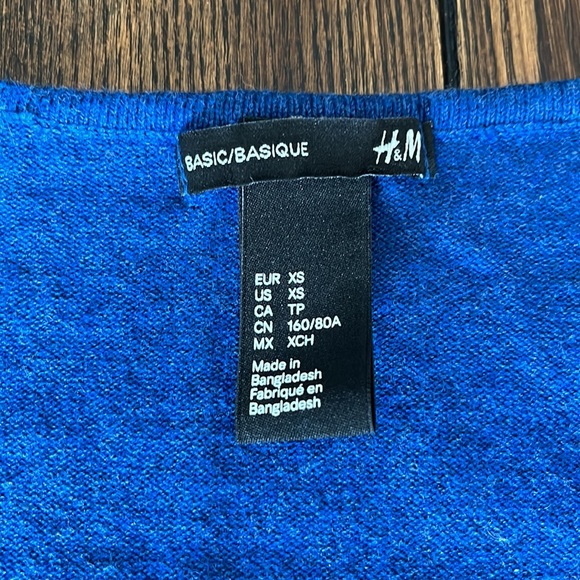 BASIC/BASIQUE H&M
EUR XS
US XS
CA TP
CN 160/80A
MX XCH
Made in
Bangladesh
Fabriqué en
Bangladesh